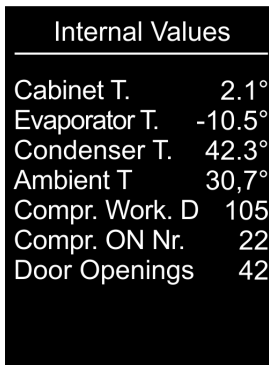 Internal Values
Cabinet T. 2.1°
Evaporator T. -10.5°
Condenser T. 42.3°
Ambient T 30,7°
Compr. Work. D 105
Compr. ON Nr. 22
Door Openings 42